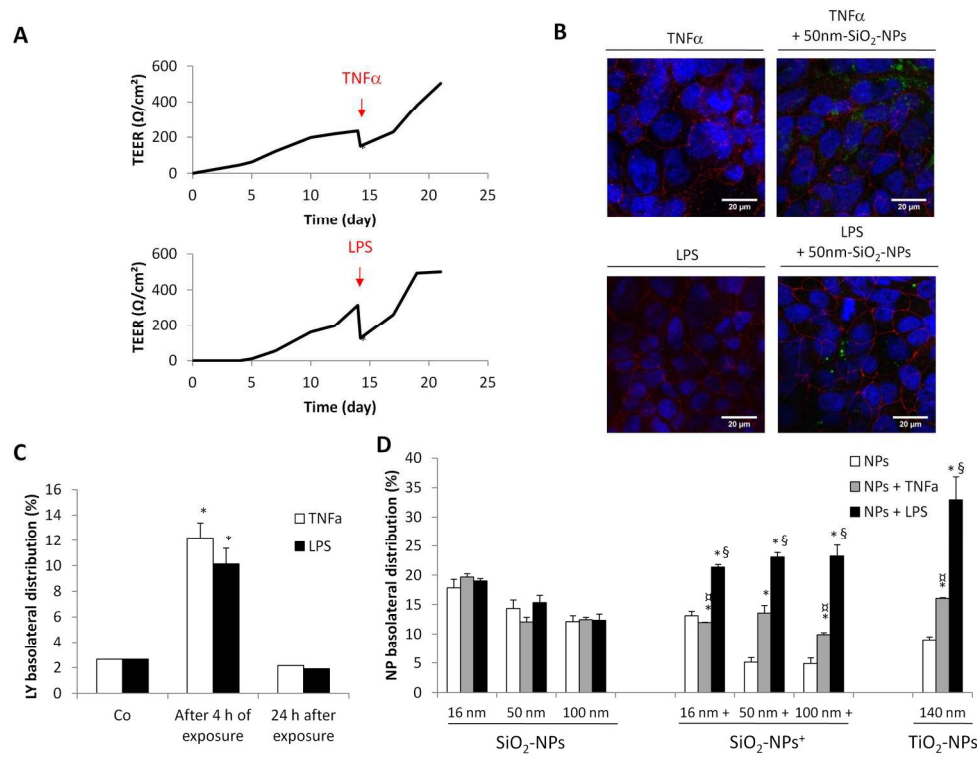 A
TNFα
TEER (Ω/cm²)
600
400
200
0
0 5 10 15 20 25
Time (day)
*
LPS
TEER (Ω/cm²)
600
400
200
0
0 5 10 15 20 25
Time (day)
*
B
TNFα
TNFα
+ 50nm-SiO₂-NPs
20 µm
20 µm
LPS
LPS
+ 50nm-SiO₂-NPs
20 µm
20 µm
C
LY basolateral distribution (%)
16
14
12
10
8
6
4
2
0
* *
TNFa
LPS
Co
After 4 h of
exposure
24 h after
exposure
D
NP basolateral distribution (%)
40
35
30
25
20
15
10
5
0
NPs
NPs + TNFa
NPs + LPS
¤
*
* §
*
* §
¤
*
* §
¤
*
* §
16 nm 50 nm 100 nm 16 nm + 50 nm + 100 nm + 140 nm
SiO₂-NPs SiO₂-NPs⁺ TiO₂-NPs